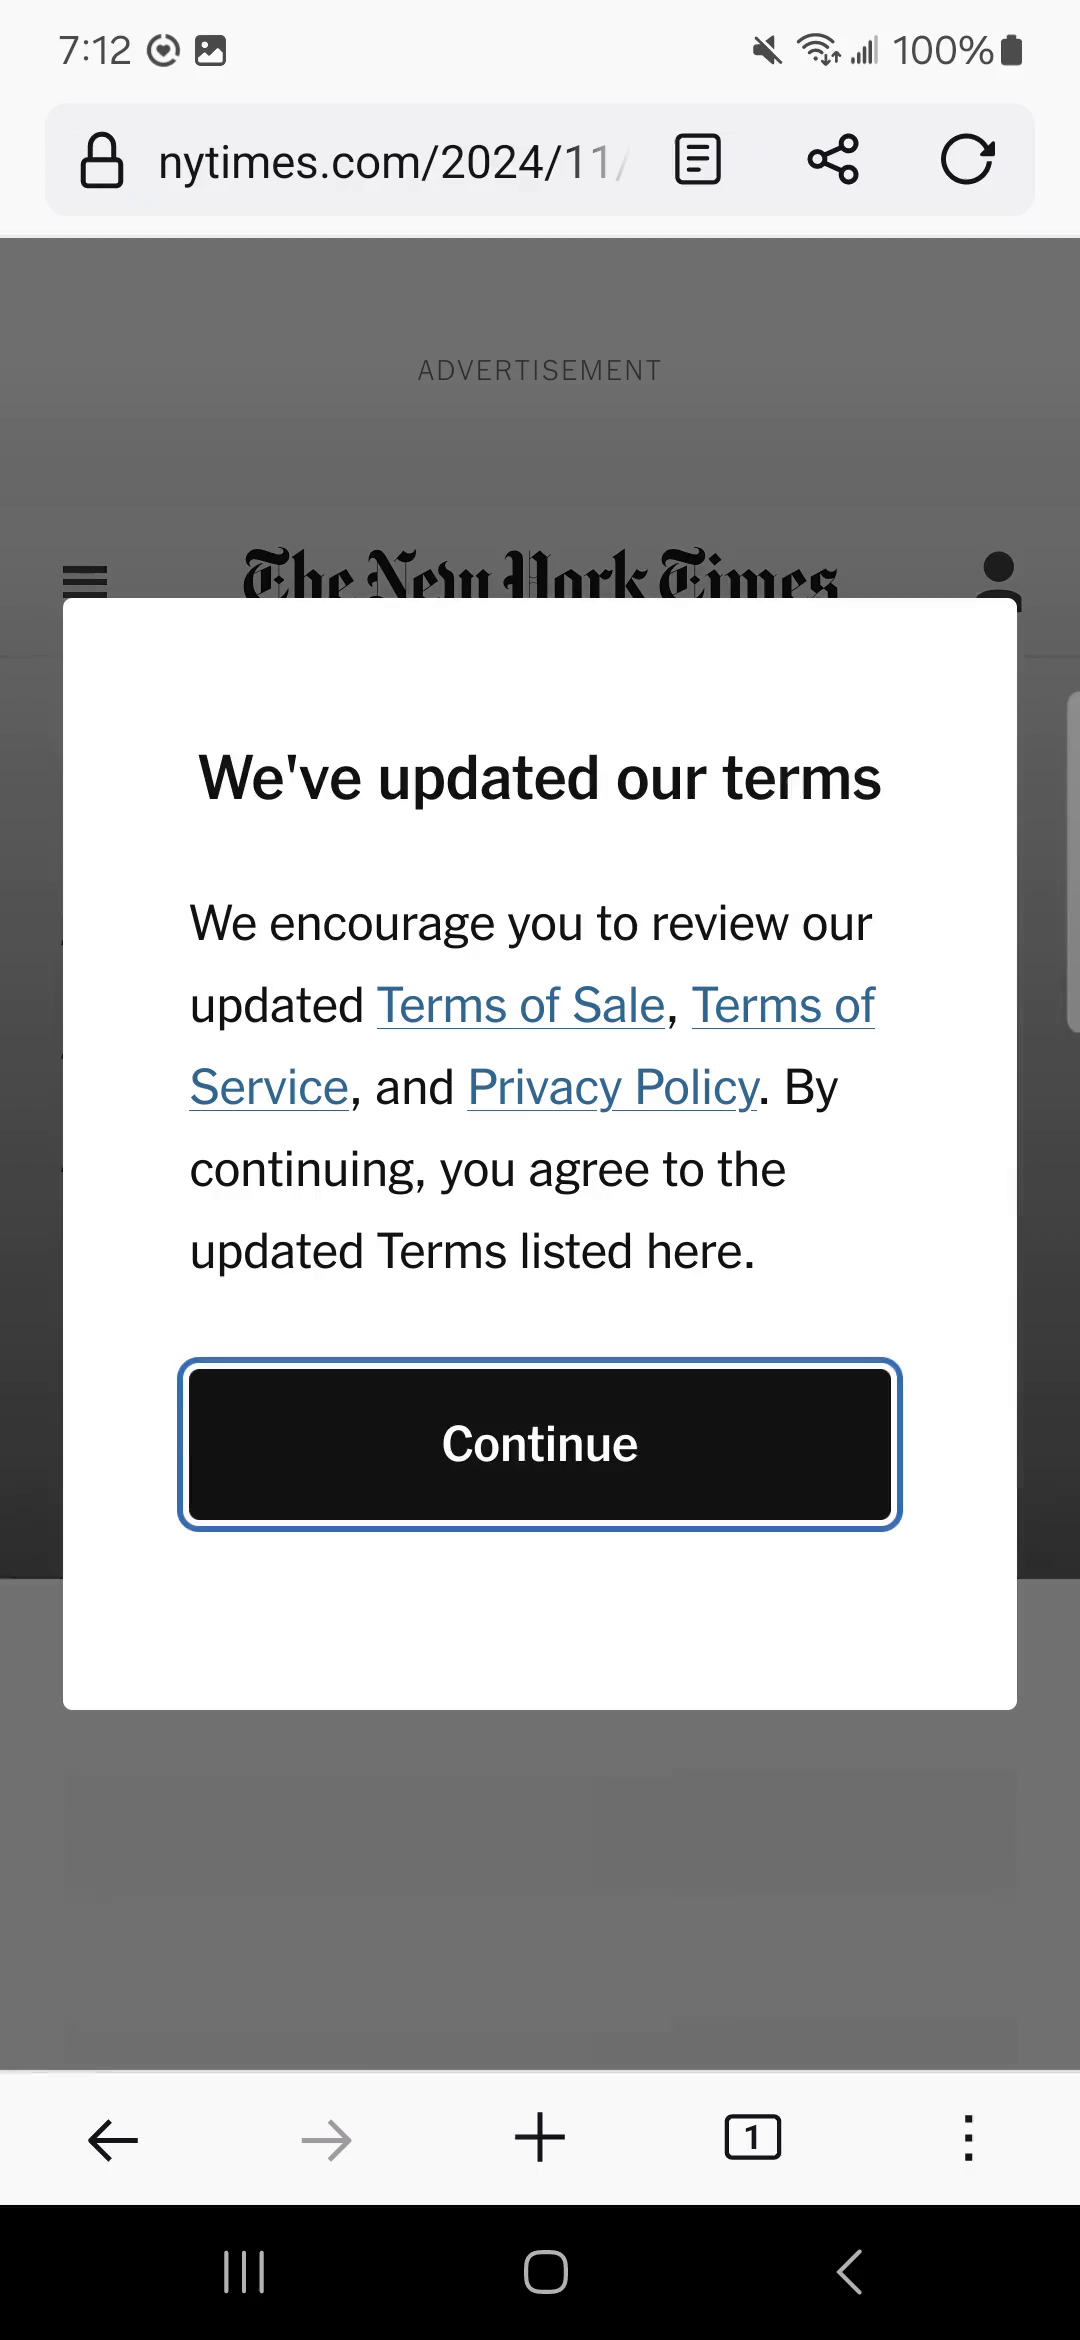 7:12 100%
nytimes.com/2024/11/
ADVERTISEMENT
The New York Times
We've updated our terms
We encourage you to review our
updated Terms of Sale, Terms of
Service, and Privacy Policy. By
continuing, you agree to the
updated Terms listed here.
Continue
1